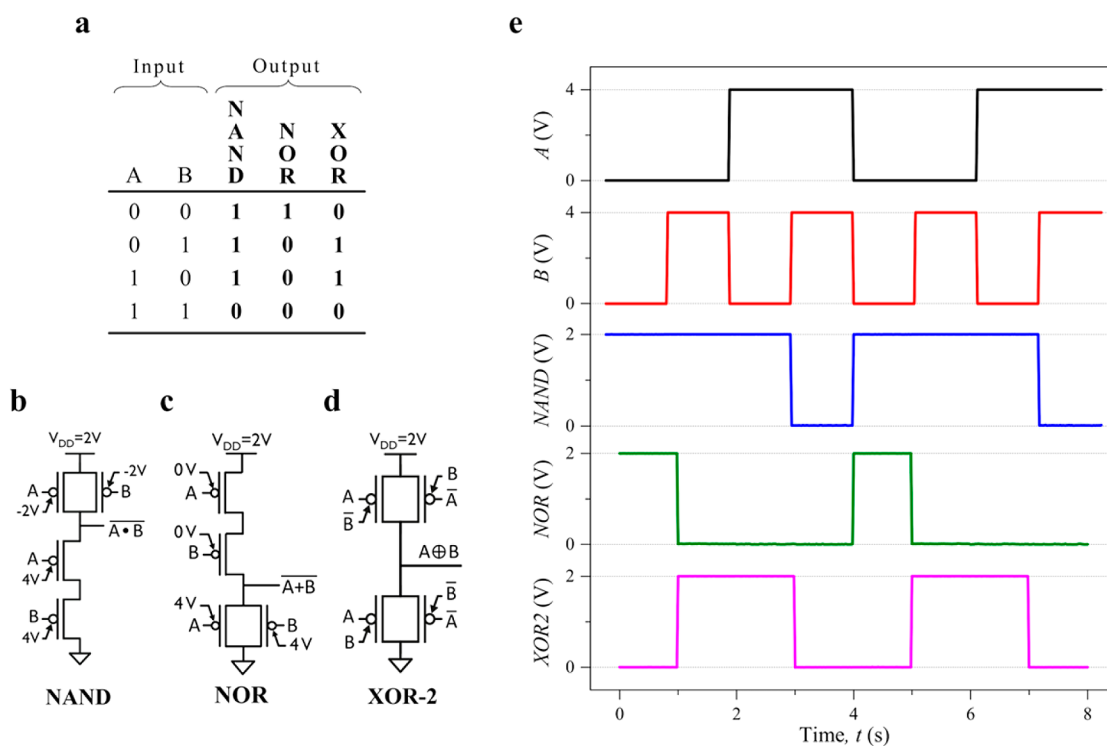 a
Input Output
A B NAND NOR XOR
0 0 1 1 0
0 1 1 0 1
1 0 1 0 1
1 1 0 0 0
b
V_DD=2V
-2V
A B
-2V
A̅•̅B̅
A
4V
B
4V
NAND
c
V_DD=2V
0V
A
0V
B
A̅+̅B̅
4V
A B
4V
NOR
d
V_DD=2V
B
A A̅
B̅
A⊕B
B̅
A A̅
B
XOR-2
e
A (V)
4
0
B (V)
4
0
NAND (V)
2
0
NOR (V)
2
0
XOR2 (V)
2
0
0 2 4 6 8
Time, t (s)